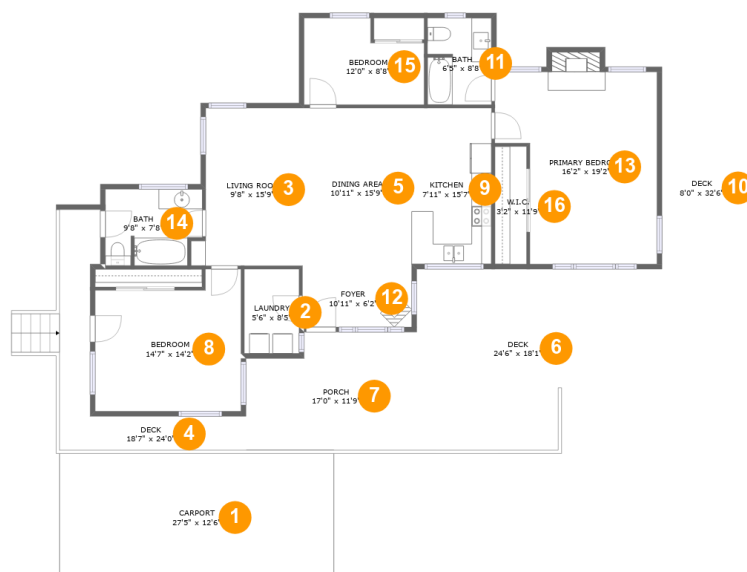 BEDROOM
12'0" x 8'8"
15
BATH
6'5" x 8'8"
11
PRIMARY BEDRO
16'2" x 19'2"
13
LIVING ROO
9'8" x 15'9"
3
DINING AREA
10'11" x 15'9"
5
KITCHEN
7'11" x 15'7"
9
W.I.C.
3'2" x 11'9"
16
DECK
8'0" x 32'6"
10
BATH
9'8" x 7'8"
14
LAUNDRY
5'6" x 8'5"
2
FOYER
10'11" x 6'2"
12
BEDROOM
14'7" x 14'2"
8
DECK
24'6" x 18'1"
6
PORCH
17'0" x 11'9"
7
DECK
18'7" x 24'0"
4
CARPORT
27'5" x 12'6"
1